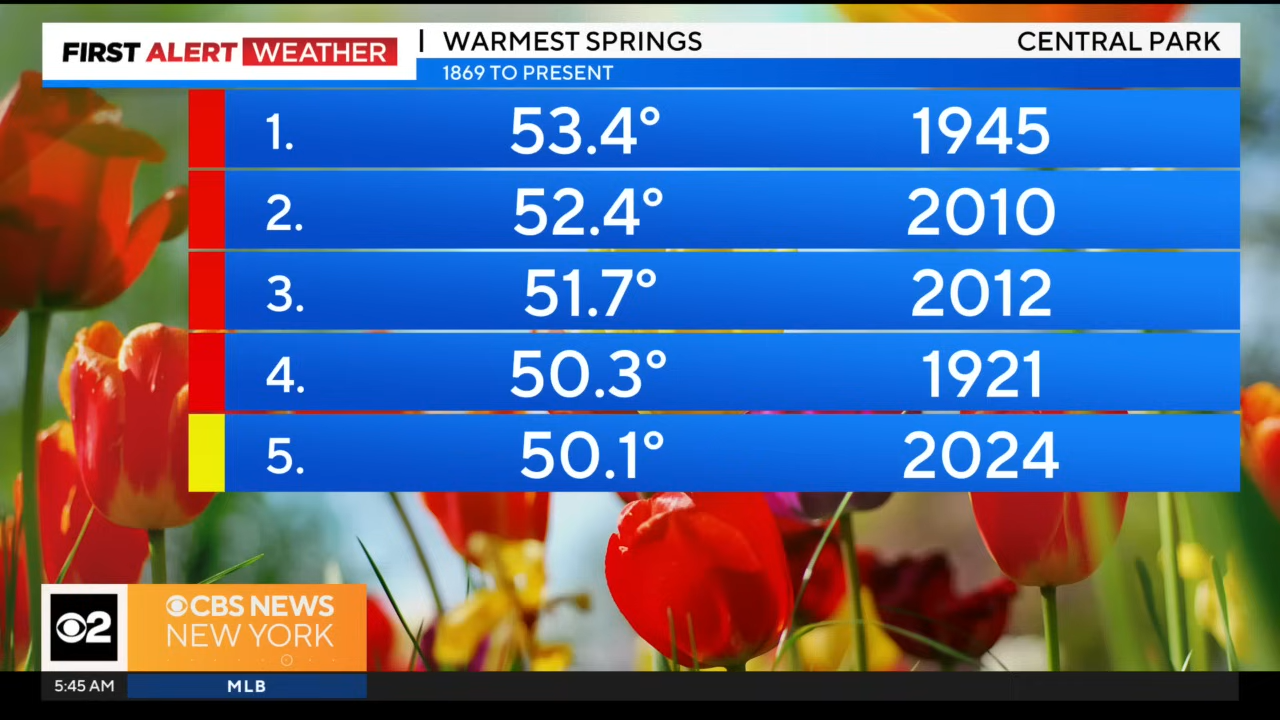 FIRST ALERT WEATHER
WARMEST SPRINGS
CENTRAL PARK
1869 TO PRESENT
1. 53.4° 1945
2. 52.4° 2010
3. 51.7° 2012
4. 50.3° 1921
5. 50.1° 2024
2
CBS NEWS
NEW YORK
5:45 AM
MLB